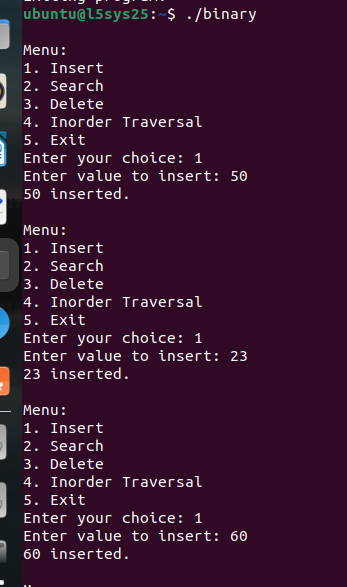 ubuntu@l5sys25:~$ ./binary
Menu:
1. Insert
2. Search
3. Delete
4. Inorder Traversal
5. Exit
Enter your choice: 1
Enter value to insert: 50
50 inserted.
Menu:
1. Insert
2. Search
3. Delete
4. Inorder Traversal
5. Exit
Enter your choice: 1
Enter value to insert: 23
23 inserted.
Menu:
1. Insert
2. Search
3. Delete
4. Inorder Traversal
5. Exit
Enter your choice: 1
Enter value to insert: 60
60 inserted.